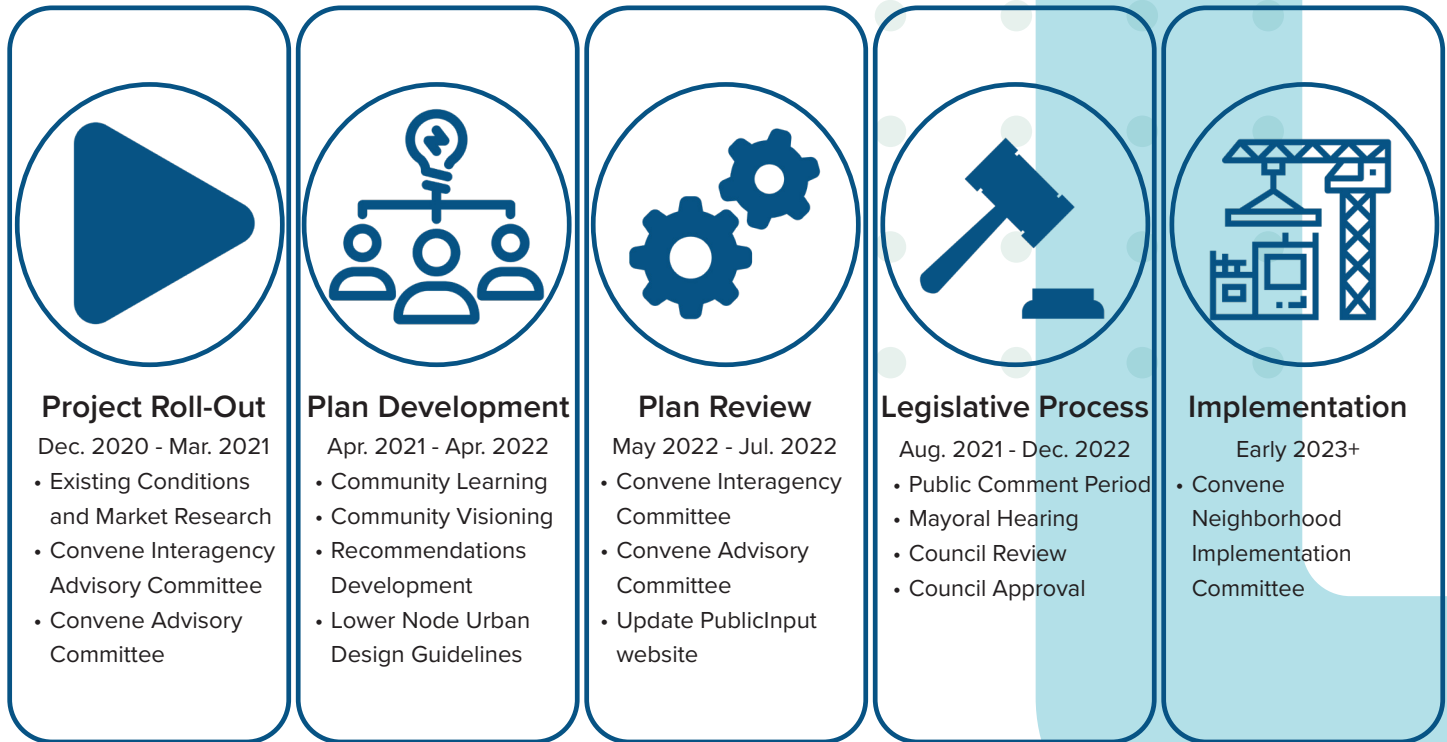 Project Roll-Out
Dec. 2020 - Mar. 2021
• Existing Conditions
and Market Research
• Convene Interagency
Advisory Committee
• Convene Advisory
Committee
Plan Development
Apr. 2021 - Apr. 2022
• Community Learning
• Community Visioning
• Recommendations
Development
• Lower Node Urban
Design Guidelines
Plan Review
May 2022 - Jul. 2022
• Convene Interagency
Committee
• Convene Advisory
Committee
• Update PublicInput
website
Legislative Process
Aug. 2021 - Dec. 2022
• Public Comment Period
• Mayoral Hearing
• Council Review
• Council Approval
Implementation
Early 2023+
• Convene
Neighborhood
Implementation
Committee